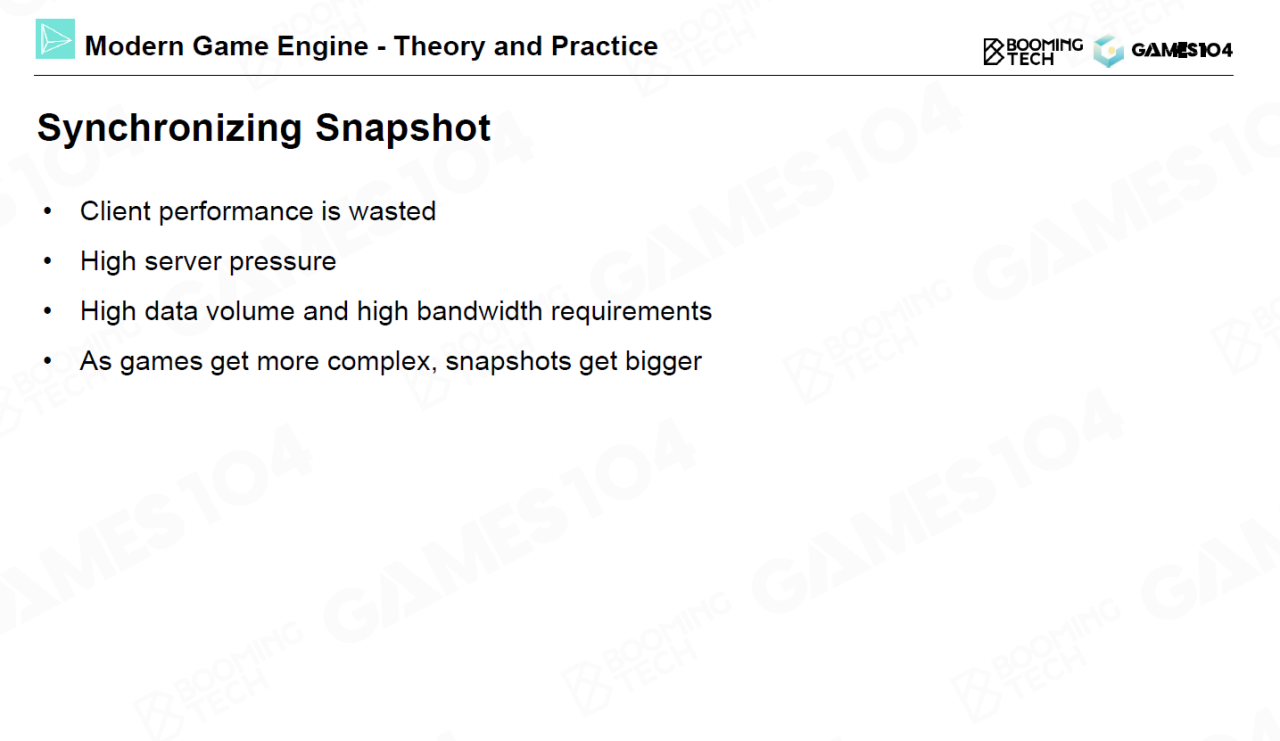 Modern Game Engine - Theory and Practice
BOOMING
TECH
GAMES104
Synchronizing Snapshot
• Client performance is wasted
• High server pressure
• High data volume and high bandwidth requirements
• As games get more complex, snapshots get bigger